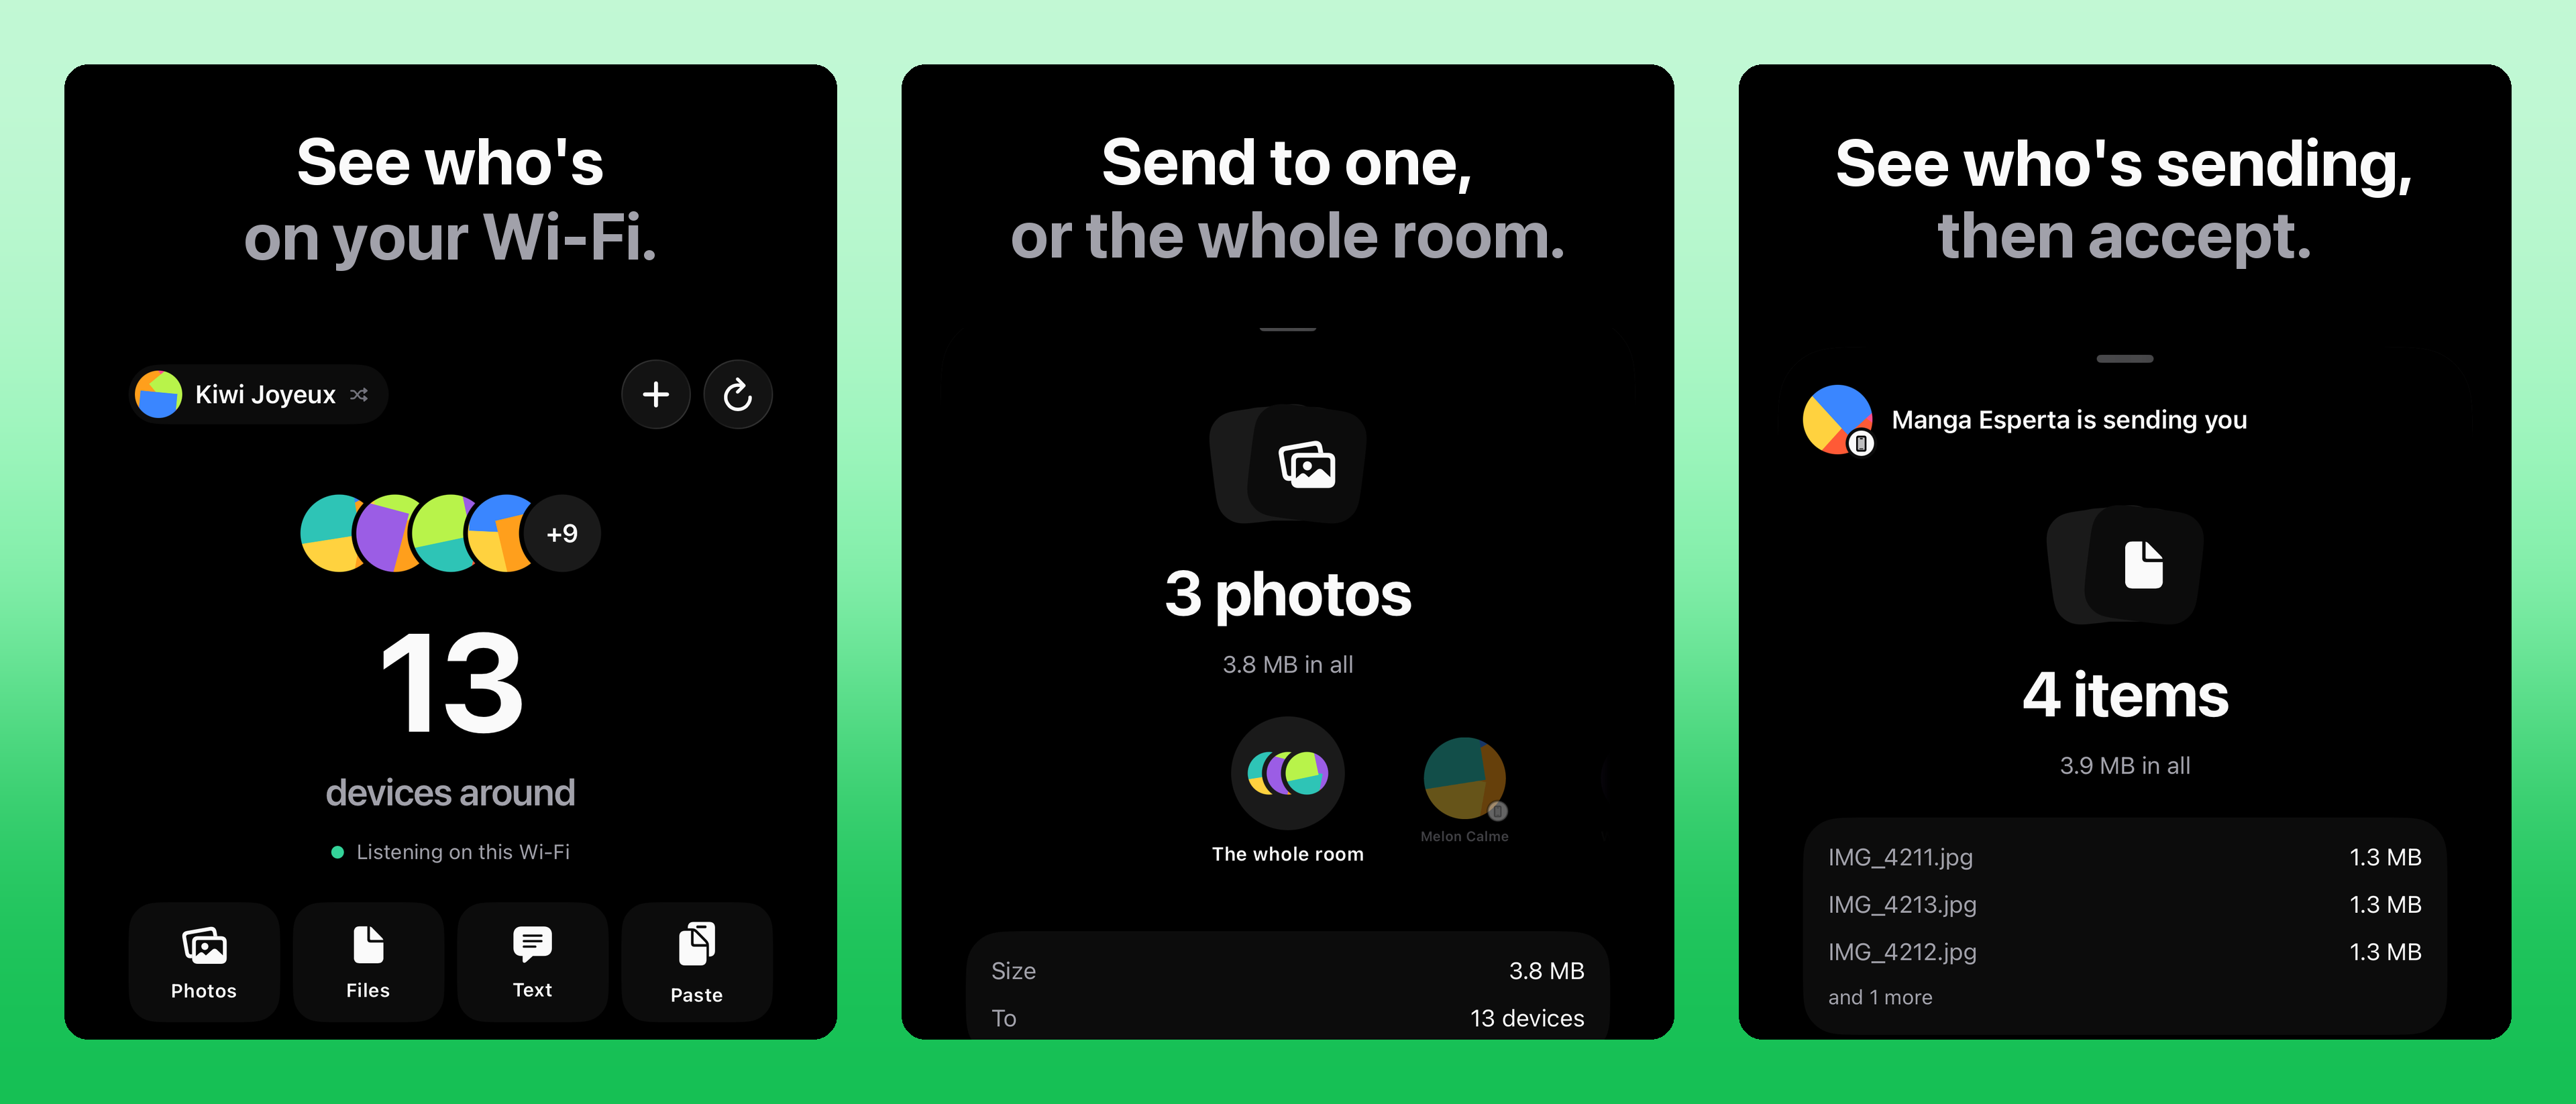 See who's
on your Wi-Fi.
Kiwi Joyeux
+9
13
devices around
Listening on this Wi-Fi
Photos
Files
Text
Paste
Send to one,
or the whole room.
3 photos
3.8 MB in all
The whole room
Melon Calme
Size 3.8 MB
To 13 devices
See who's sending,
then accept.
Manga Esperta is sending you
4 items
3.9 MB in all
IMG_4211.jpg 1.3 MB
IMG_4213.jpg 1.3 MB
IMG_4212.jpg 1.3 MB
and 1 more